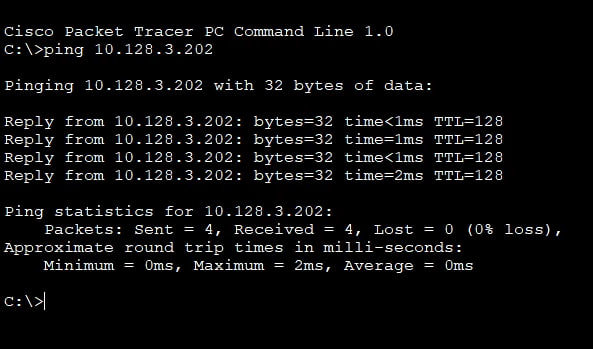 Cisco Packet Tracer PC Command Line 1.0
C:\>ping 10.128.3.202
Pinging 10.128.3.202 with 32 bytes of data:
Reply from 10.128.3.202: bytes=32 time<1ms TTL=128
Reply from 10.128.3.202: bytes=32 time=1ms TTL=128
Reply from 10.128.3.202: bytes=32 time<1ms TTL=128
Reply from 10.128.3.202: bytes=32 time=2ms TTL=128
Ping statistics for 10.128.3.202:
Packets: Sent = 4, Received = 4, Lost = 0 (0% loss),
Approximate round trip times in milli-seconds:
Minimum = 0ms, Maximum = 2ms, Average = 0ms
C:\>